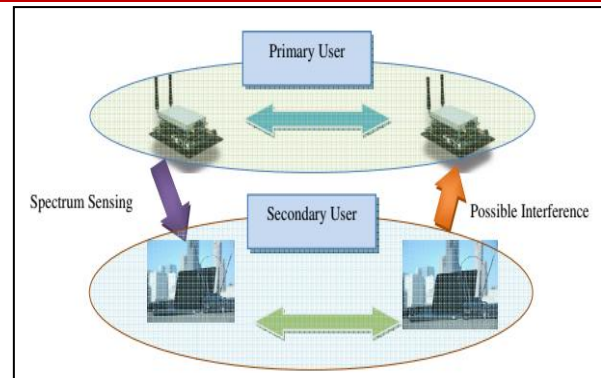 Primary User
Spectrum Sensing
Secondary User
Possible Interference